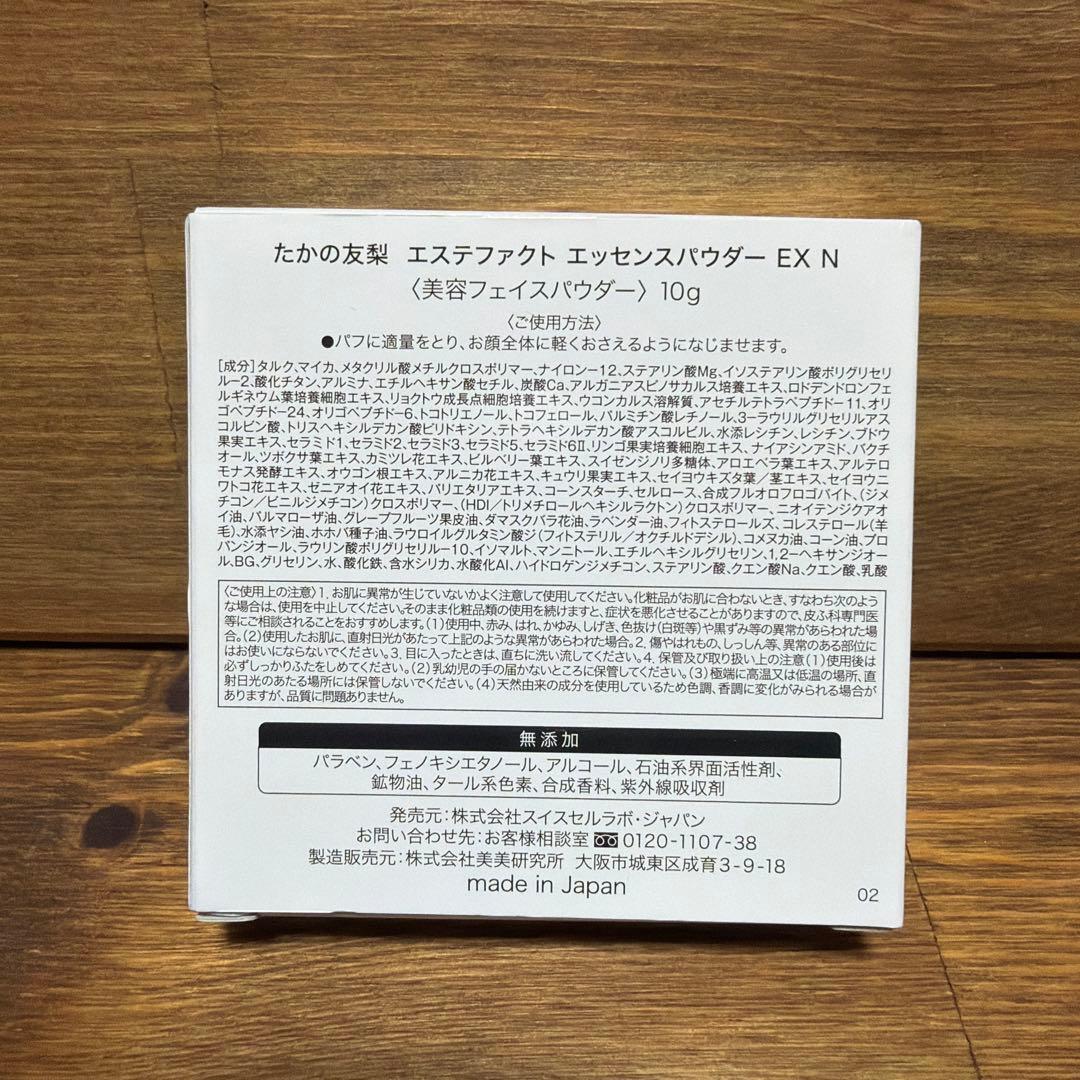 たかの友梨 エステファクト エッセンスパウダー EX N
〈美容フェイスパウダー〉10g
〈ご使用方法〉
●パフに適量をとり、お顔全体に軽くおさえるようになじませます。
[成分]タルク、マイカ、メタクリル酸メチルクロスポリマー、ナイロン-12、ステアリン酸Mg、イソステアリン酸ポリグリセリ
ル-2、酸化チタン、アルミナ、エチルヘキサン酸セチル、炭酸Ca、アルガニアスピノサカルス培養エキス、ロドデンドロンフェ
ルギネウム葉培養細胞エキス、リョクトウ成長点細胞培養エキス、ウコンカルス溶解質、アセチルテトラペプチド-11、オリ
ゴペプチド-24、オリゴペプチド-6、トコトリエノール、トコフェロール、パルミチン酸レチノール、3-ラウリルグリセリルアス
コルビン酸、トリスヘキシルデカン酸ピリドキシン、テトラヘキシルデカン酸アスコルビル、水添レシチン、レシチン、ブドウ
果実エキス、セラミド1、セラミド2、セラミド3、セラミド5、セラミド6Ⅱ、リンゴ果実培養細胞エキス、ナイアシンアミド、バクチ
オール、ツボクサ葉エキス、カミツレ花エキス、ビルベリー葉エキス、スイゼンジノリ多糖体、アロエベラ葉エキス、アルテロ
モナス発酵エキス、オウゴン根エキス、アルニカ花エキス、キュウリ果実エキス、セイヨウキズタ葉／茎エキス、セイヨウニ
ワトコ花エキス、ゼニアオイ花エキス、パリエタリアエキス、コーンスターチ、セルロース、合成フルオロフロゴパイト、(ジメ
チコン／ビニルジメチコン)クロスポリマー、(HDI／トリメチロールヘキシルラクトン)クロスポリマー、ニオイテンジクアオ
イ油、パルマローザ油、グレープフルーツ果皮油、ダマスクバラ花油、ラベンダー油、フィトステロールズ、コレステロール(羊
毛)、水添ヤシ油、ホホバ種子油、ラウロイルグルタミン酸ジ(フィトステリル／オクチルドデシル)、コメヌカ油、コーン油、プロ
パンジオール、ラウリン酸ポリグリセリル-10、イソマルト、マンニトール、エチルヘキシルグリセリン、1,2-ヘキサンジオー
ル、BG、グリセリン、水、酸化鉄、含水シリカ、水酸化Al、ハイドロゲンジメチコン、ステアリン酸、クエン酸Na、クエン酸、乳酸
〈ご使用上の注意〉1. お肌に異常が生じていないかよく注意して使用してください。化粧品がお肌に合わないとき、すなわち次のよう
な場合は、使用を中止してください。そのまま化粧品類の使用を続けますと、症状を悪化させることがありますので、皮ふ科専門医
等にご相談されることをおすすめします。(1)使用中、赤み、はれ、かゆみ、しげき、色抜け(白斑等)や黒ずみ等の異常があらわれた場
合。(2)使用したお肌に、直射日光があたって上記のような異常があらわれた場合。2. 傷やはれもの、しっしん等、異常のある部位に
はお使いにならないでください。3. 目に入ったときは、直ちに洗い流してください。4. 保管及び取り扱い上の注意(1)使用後は
必ずしっかりふたをしめてください。(2)乳幼児の手の届かないところに保管してください。(3)極端に高温又は低温の場所、直
射日光のあたる場所には保管しないでください。(4)天然由来の成分を使用しているため色調、香調に変化がみられる場合が
ありますが、品質に問題ありません。
無添加
パラベン、フェノキシエタノール、アルコール、石油系界面活性剤、
鉱物油、タール系色素、合成香料、紫外線吸収剤
発売元:株式会社スイスセルラボ・ジャパン
お問い合わせ先:お客様相談室 0120-1107-38
製造販売元:株式会社美美研究所 大阪市城東区成育3-9-18
made in Japan
02